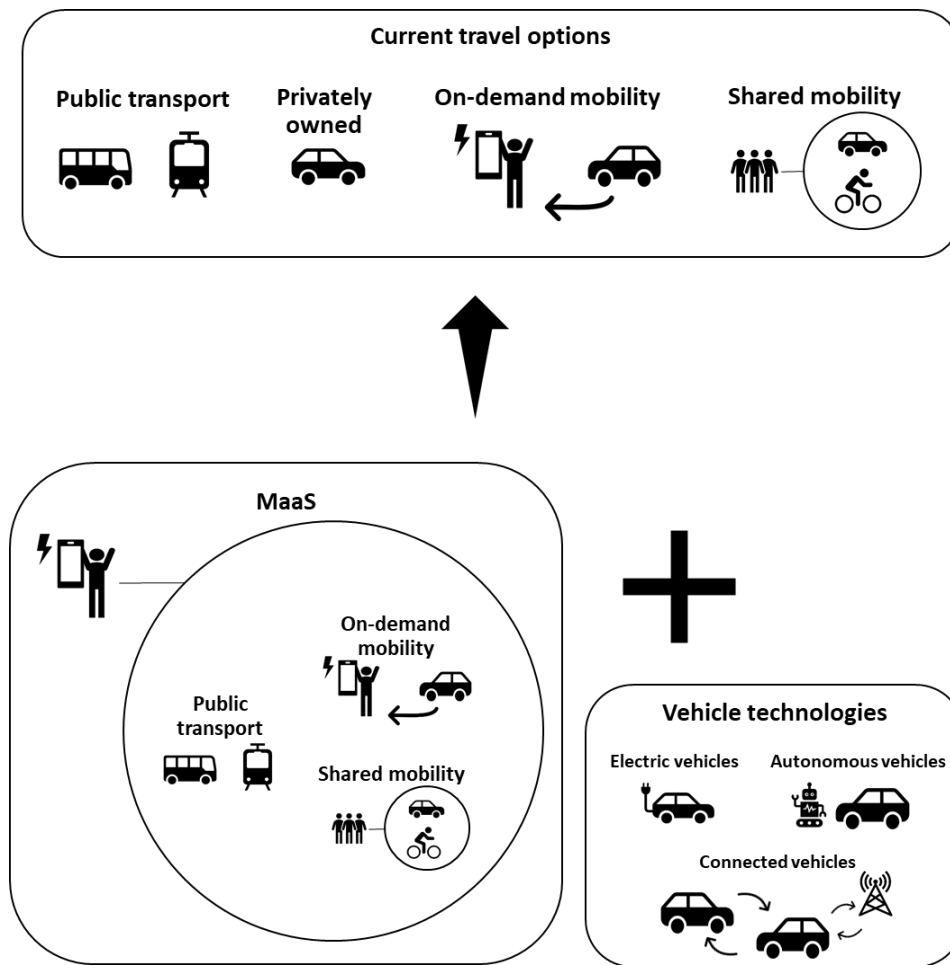 Current travel options
Public transport
Privately
owned
On-demand mobility
Shared mobility
MaaS
On-demand
mobility
Public
transport
Shared mobility
Vehicle technologies
Electric vehicles
Autonomous vehicles
Connected vehicles